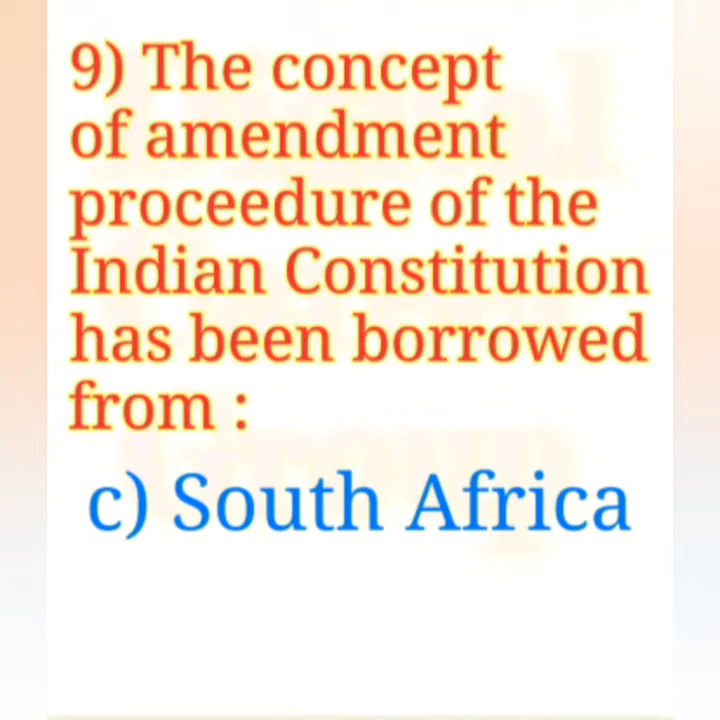 9) The concept
of amendment
proceedure of the
Indian Constitution
has been borrowed
from :
c) South Africa